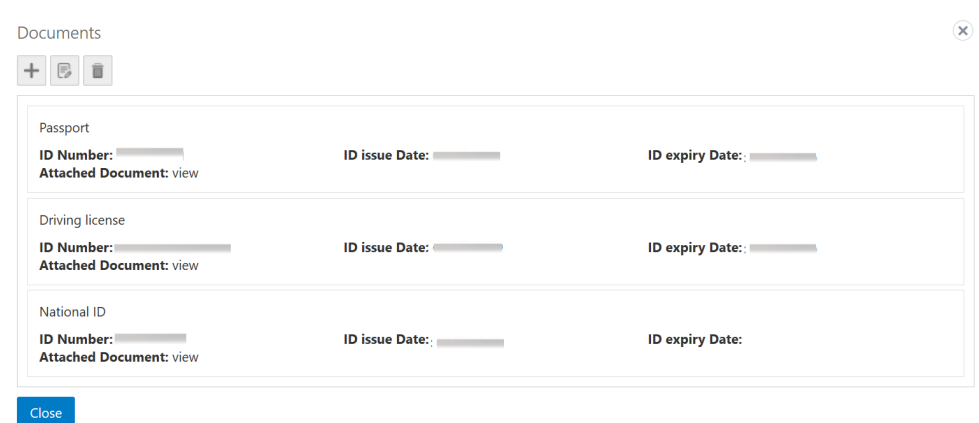 Documents
Passport
ID Number: ID issue Date: ID expiry Date:
Attached Document: view
Driving license
ID Number: ID issue Date: ID expiry Date:
Attached Document: view
National ID
ID Number: ID issue Date: ID expiry Date:
Attached Document: view
Close